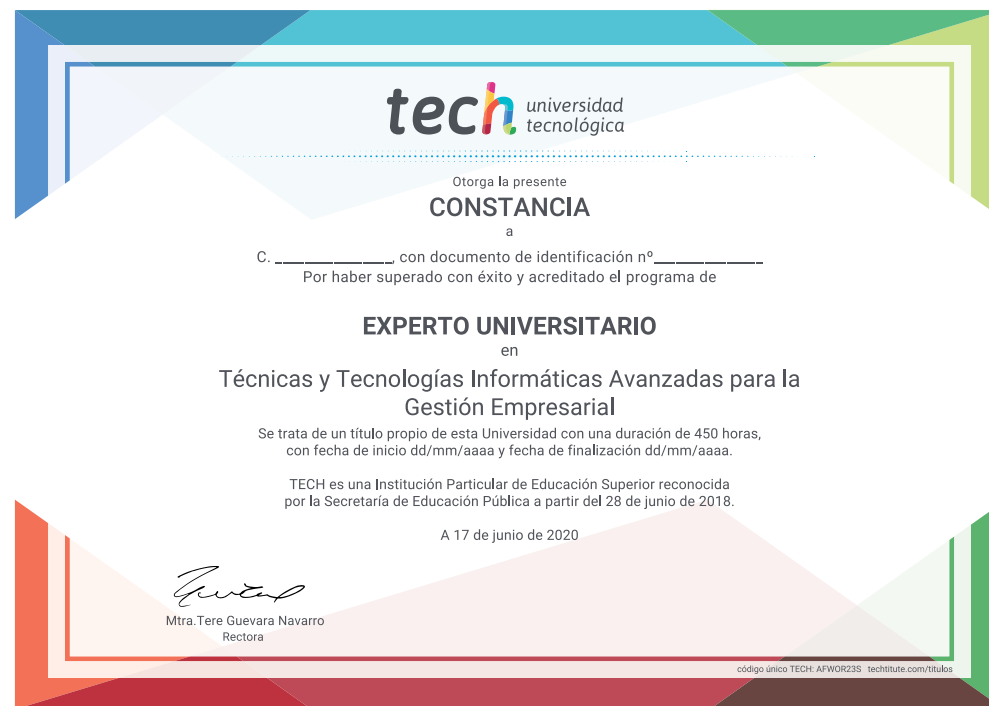 tech universidad
tecnológica
Otorga la presente
CONSTANCIA
a
C. ________________, con documento de identificación nº______________
Por haber superado con éxito y acreditado el programa de
EXPERTO UNIVERSITARIO
en
Técnicas y Tecnologías Informáticas Avanzadas para la
Gestión Empresarial
Se trata de un título propio de esta Universidad con una duración de 450 horas,
con fecha de inicio dd/mm/aaaa y fecha de finalización dd/mm/aaaa.
TECH es una Institución Particular de Educación Superior reconocida
por la Secretaría de Educación Pública a partir del 28 de junio de 2018.
A 17 de junio de 2020
Mtra.Tere Guevara Navarro
Rectora
código único TECH: AFWOR23S techtitute.com/titulos